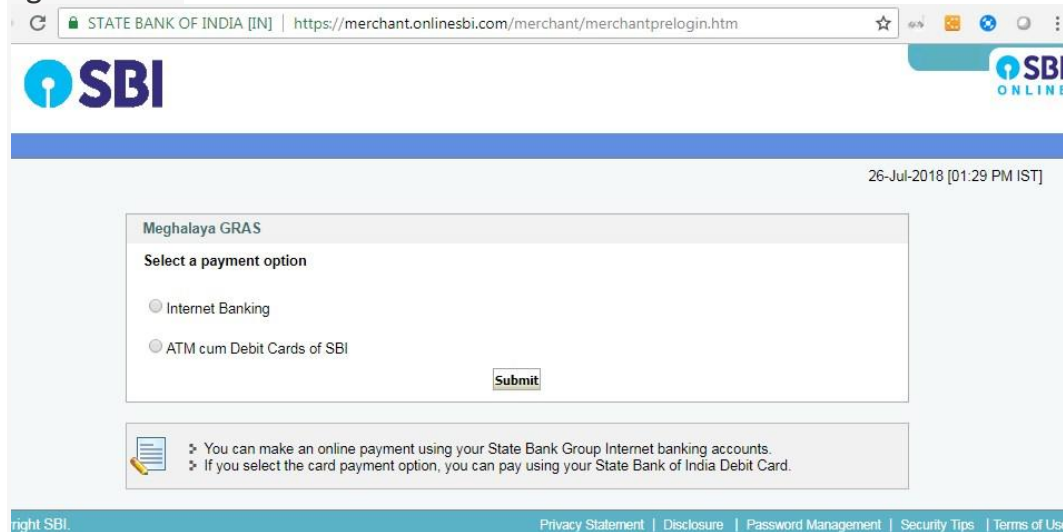 STATE BANK OF INDIA [IN] | https://merchant.onlinesbi.com/merchant/merchantprelogin.htm
SBI
SBI
ONLINE
26-Jul-2018 [01:29 PM IST]
Meghalaya GRAS
Select a payment option
Internet Banking
ATM cum Debit Cards of SBI
Submit
You can make an online payment using your State Bank Group Internet banking accounts.
If you select the card payment option, you can pay using your State Bank of India Debit Card.
right SBI.
Privacy Statement | Disclosure | Password Management | Security Tips | Terms of Us